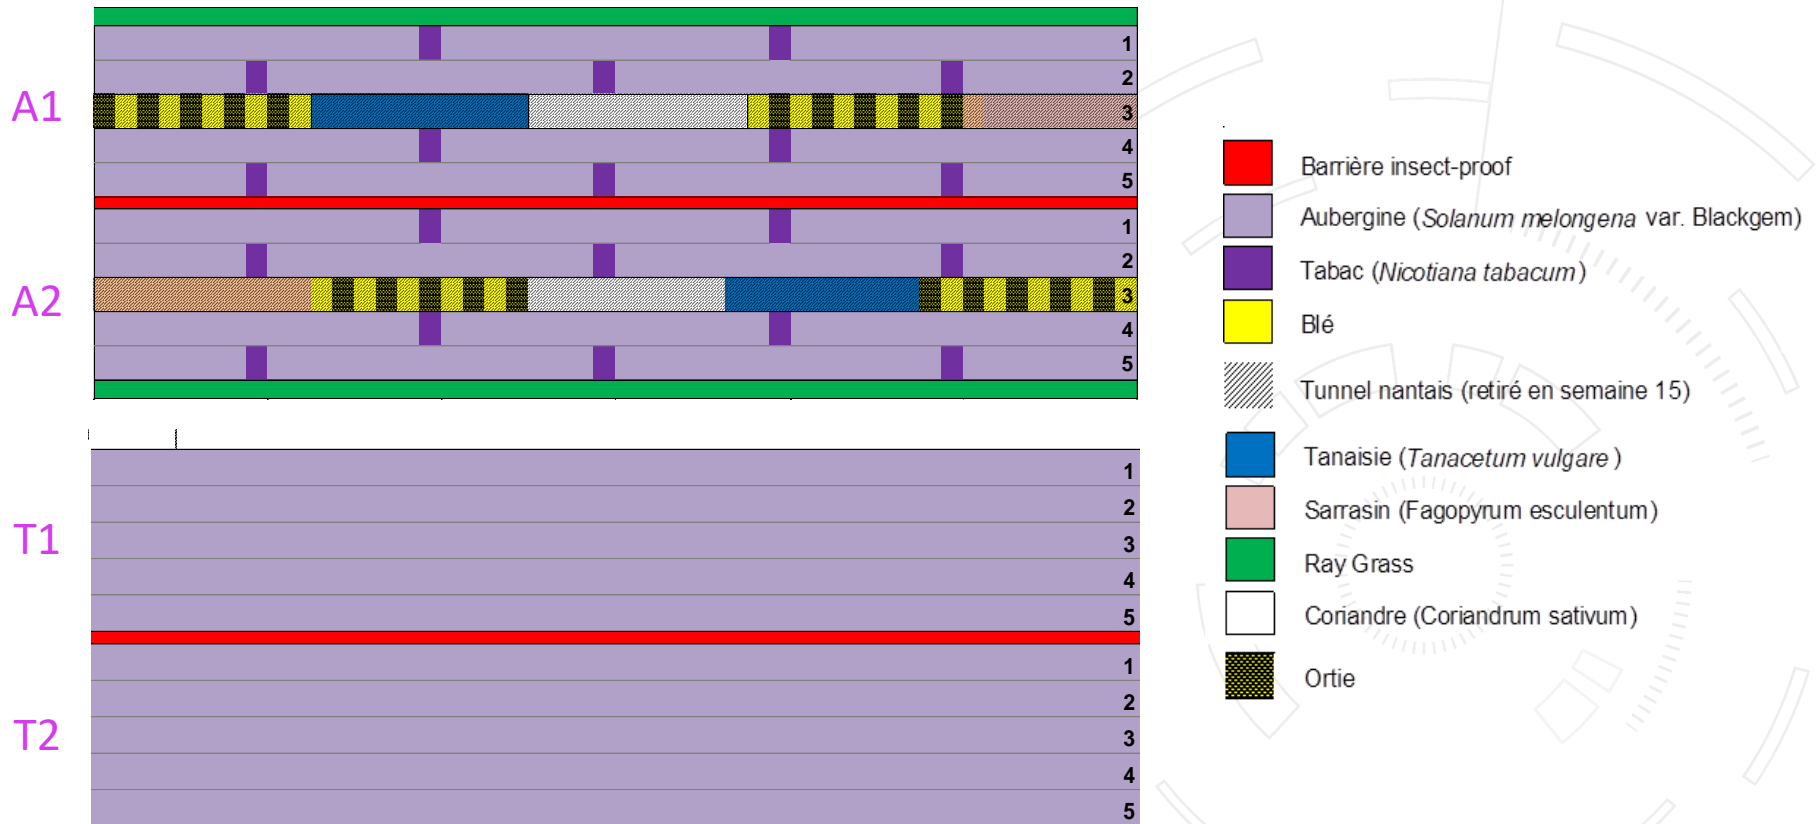 A1
1
2
3
4
5
A2
1
2
3
4
5
T1
1
2
3
4
5
T2
1
2
3
4
5
Barrière insect-proof
Aubergine (Solanum melongena var. Blackgem)
Tabac (Nicotiana tabacum)
Blé
Tunnel nantais (retiré en semaine 15)
Tanaisie (Tanacetum vulgare)
Sarrasin (Fagopyrum esculentum)
Ray Grass
Coriandre (Coriandrum sativum)
Ortie